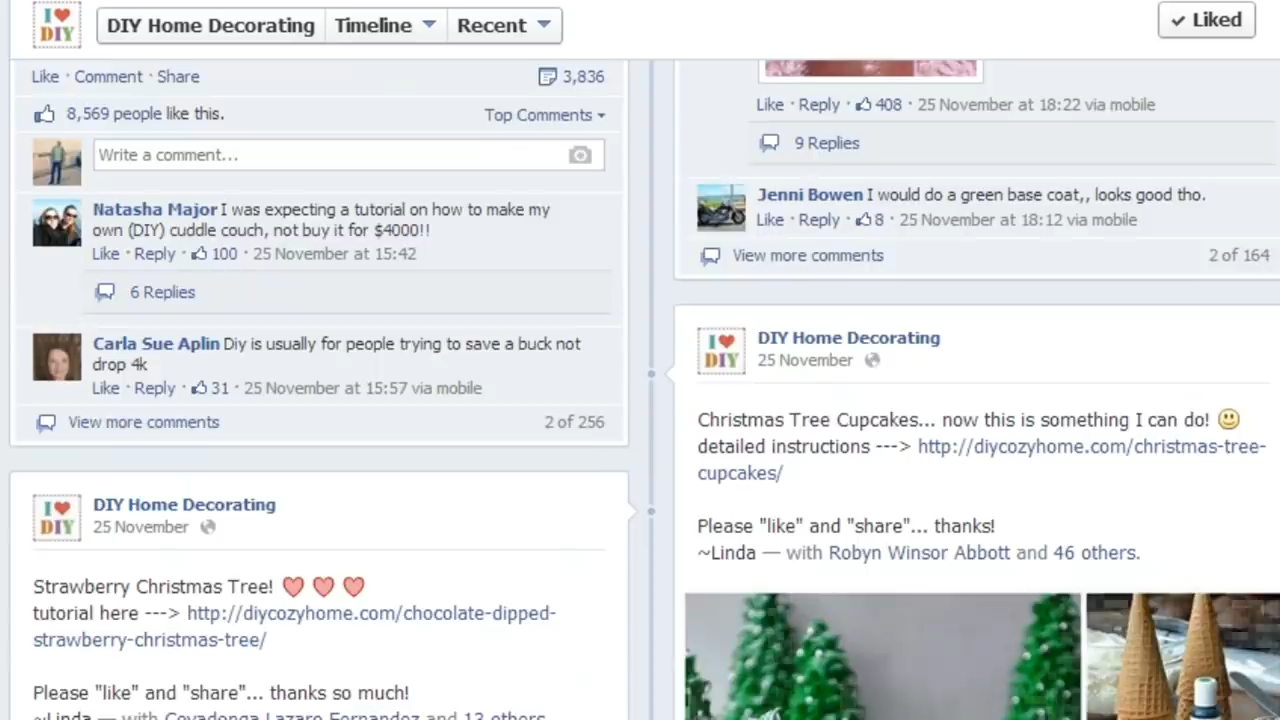 I ❤ DIY
DIY Home Decorating
Timeline
Recent
✓ Liked
Like · Comment · Share
3,836
8,569 people like this.
Top Comments
Write a comment...
Natasha Major I was expecting a tutorial on how to make my
own (DIY) cuddle couch, not buy it for $4000!!
Like · Reply · 100 · 25 November at 15:42
6 Replies
Carla Sue Aplin Diy is usually for people trying to save a buck not
drop 4k
Like · Reply · 31 · 25 November at 15:57 via mobile
View more comments
2 of 256
I ❤ DIY
DIY Home Decorating
25 November
Strawberry Christmas Tree! ❤ ❤ ❤
tutorial here ---> http://diycozyhome.com/chocolate-dipped-
strawberry-christmas-tree/
Please "like" and "share"... thanks so much!
~Linda — with Covadonga Lazaro Fernandez and 13 others.
Like · Reply · 408 · 25 November at 18:22 via mobile
9 Replies
Jenni Bowen I would do a green base coat,, looks good tho.
Like · Reply · 8 · 25 November at 18:12 via mobile
View more comments
2 of 164
I ❤ DIY
DIY Home Decorating
25 November
Christmas Tree Cupcakes... now this is something I can do! 🙂
detailed instructions ---> http://diycozyhome.com/christmas-tree-
cupcakes/
Please "like" and "share"... thanks!
~Linda — with Robyn Winsor Abbott and 46 others.